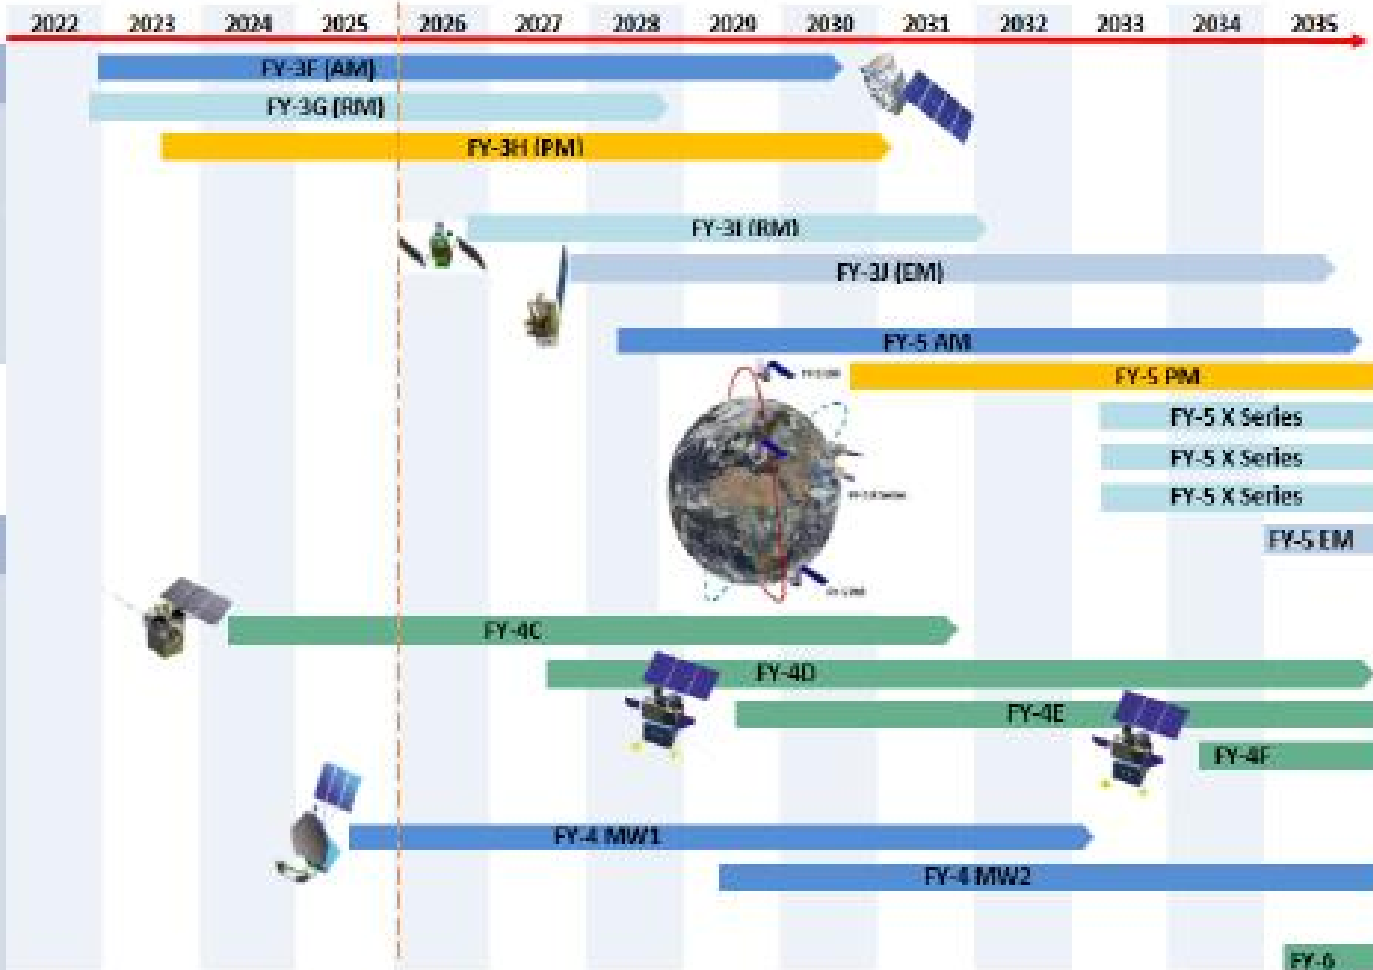 2022 2023 2024 2025 2026 2027 2028 2029 2030 2031 2032 2033 2034 2035
FY-3F (AM)
FY-3G (RM)
FY-3H (PM)
FY-3I (RM)
FY-3J (EM)
FY-5 AM
FY-5 PM
FY-5 X Series
FY-5 X Series
FY-5 X Series
FY-5 EM
FY-4C
FY-4D
FY-4E
FY-4F
FY-4 MW1
FY-4 MW2
FY-6